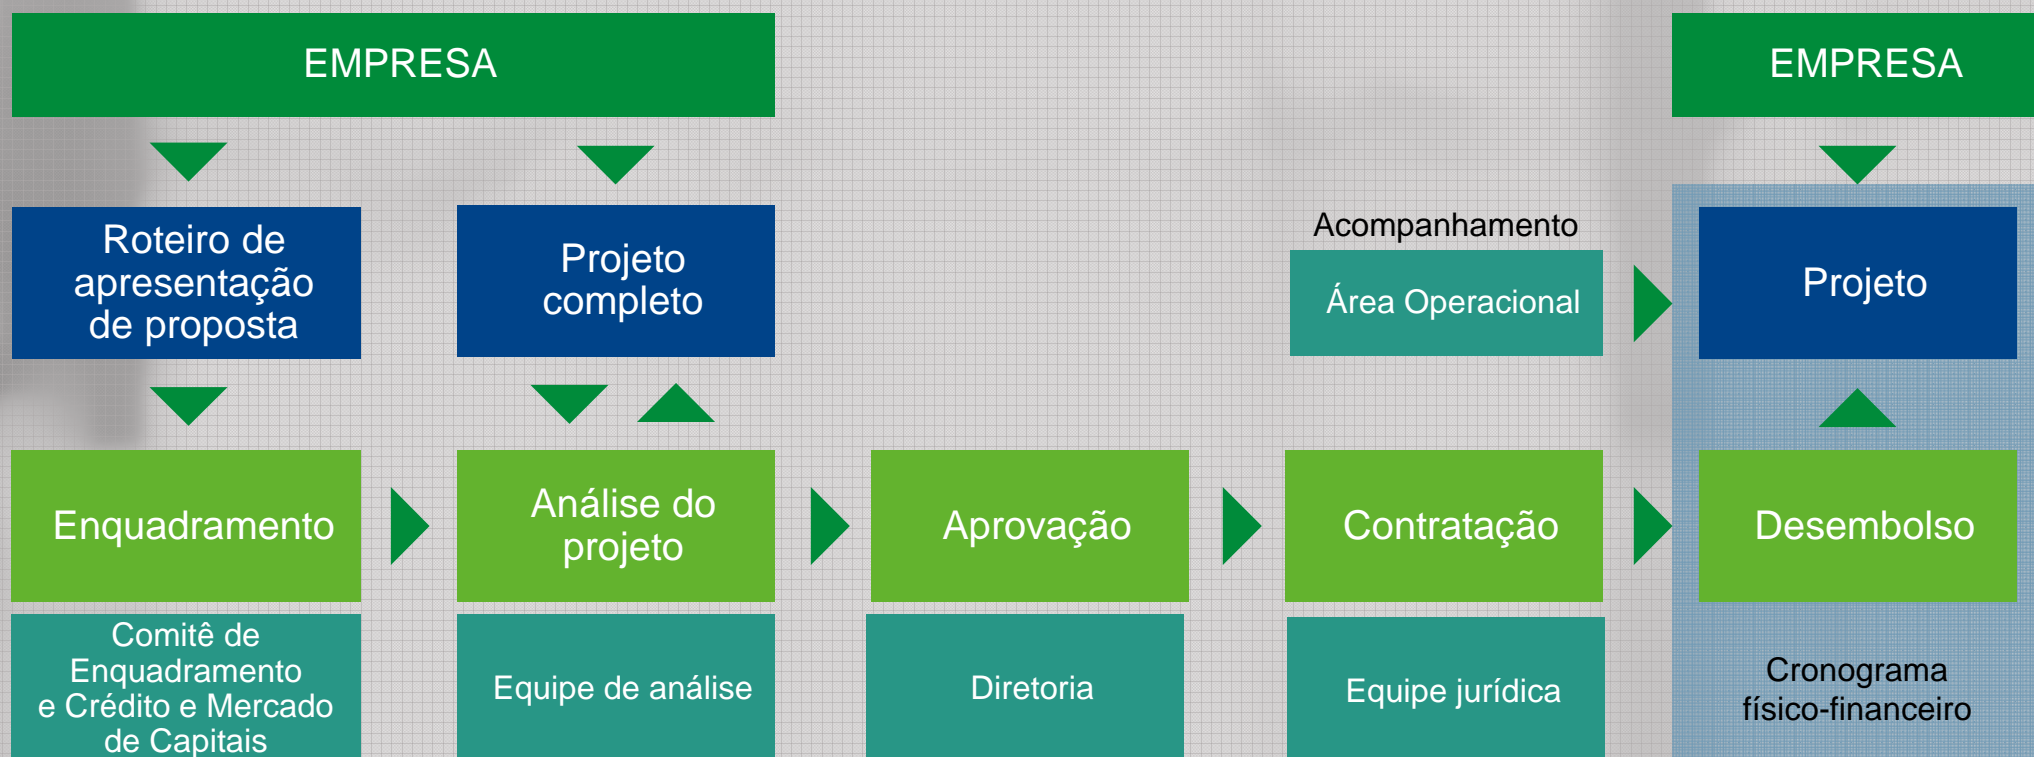 EMPRESA
EMPRESA
Roteiro de
apresentação
de proposta
Projeto
completo
Acompanhamento
Área Operacional
Projeto
Enquadramento
Análise do
projeto
Aprovação
Contratação
Desembolso
Comitê de
Enquadramento
e Crédito e Mercado
de Capitais
Equipe de análise
Diretoria
Equipe jurídica
Cronograma
físico-financeiro